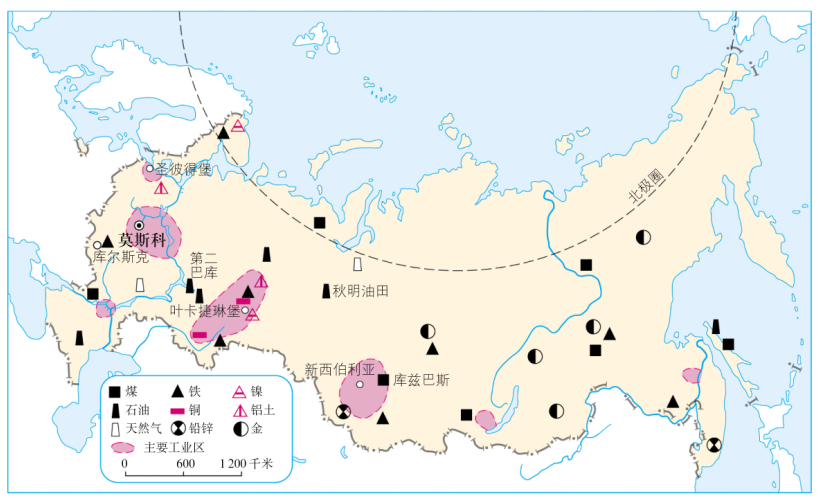 北极圈
圣彼得堡
莫斯科
库尔斯克
第二
巴库
秋明油田
叶卡捷琳堡
新西伯利亚
库兹巴斯
煤 铁 镍
石油 铜 铝土
天然气 铅锌 金
主要工业区
0 600 1 200 千米